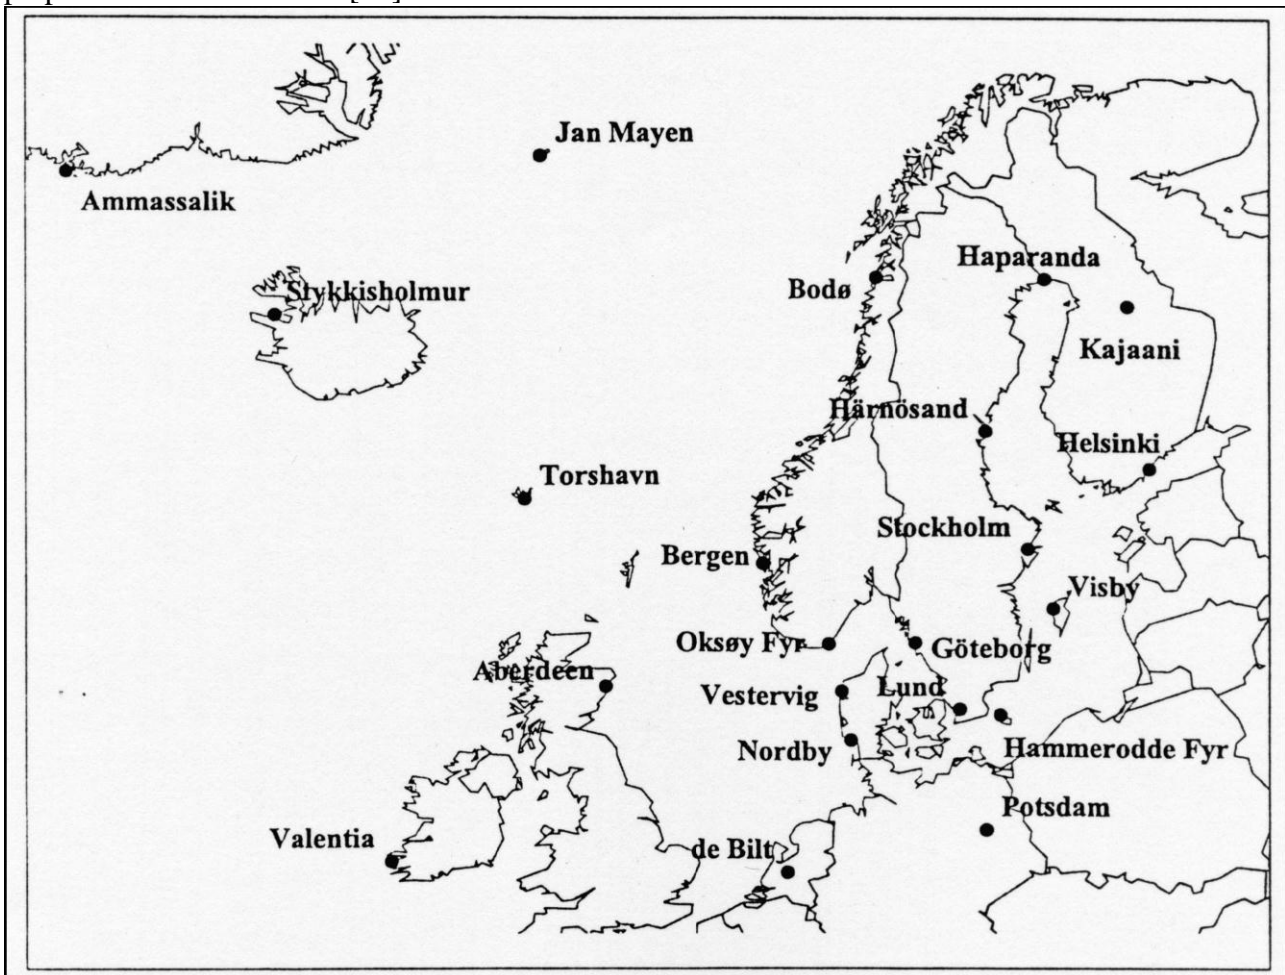 Jan Mayen
Ammassalik
Haparanda
Stykkisholmur
Bodø
Kajaani
Härnösand
Helsinki
Torshavn
Stockholm
Bergen
Visby
Oksøy Fyr
Göteborg
Aberdeen
Vestervig
Lund
Nordby
Hammerodde Fyr
Potsdam
Valentia
de Bilt